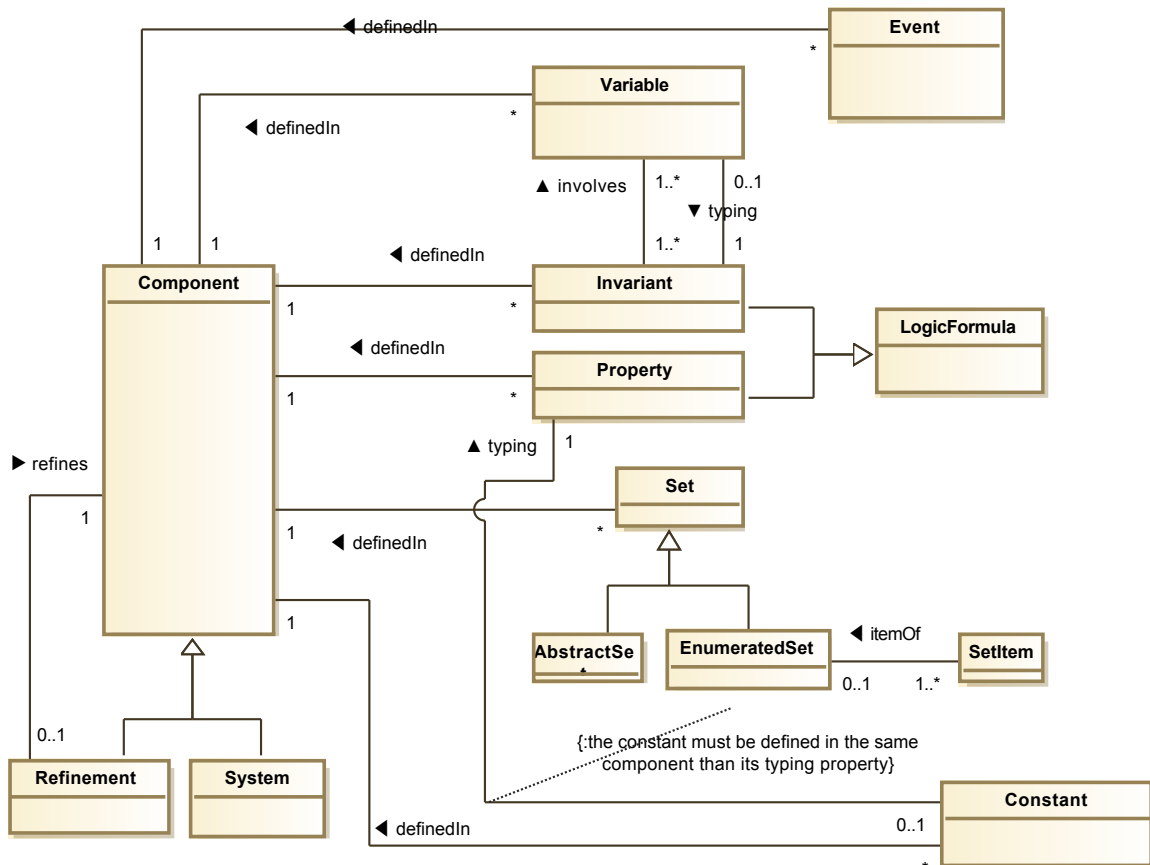 Event
◄ definedIn
*
Variable
*
◄ definedIn
▲ involves
1..*
0..1
▼ typing
1
1
1..*
1
◄ definedIn
Component
Invariant
1
*
LogicFormula
◄ definedIn
Property
1
*
▲ typing
1
► refines
Set
1
1
*
◄ definedIn
1
◄ itemOf
AbstractSet
EnumeratedSet
SetItem
0..1
1..*
0..1
{:the constant must be defined in the same
component than its typing property}
Refinement
System
Constant
0..1
◄ definedIn
*